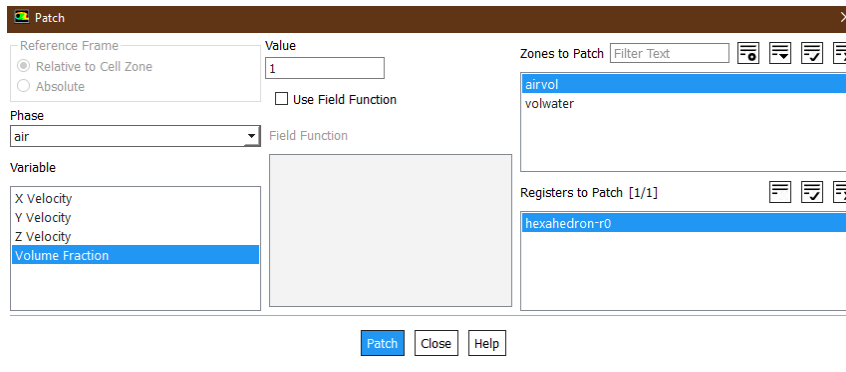 Patch
Reference Frame
Relative to Cell Zone
Absolute
Phase
air
Variable
X Velocity
Y Velocity
Z Velocity
Volume Fraction
Value
1
Use Field Function
Field Function
Zones to Patch Filter Text
airvol
volwater
Registers to Patch [1/1]
hexahedron-r0
Patch Close Help